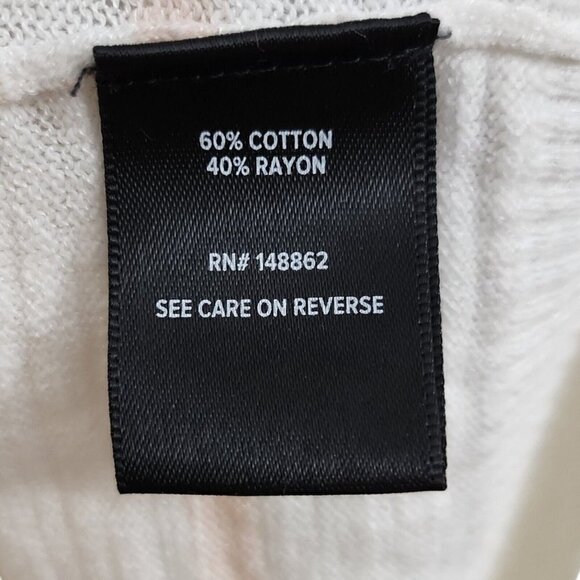 60% COTTON
40% RAYON
RN# 148862
SEE CARE ON REVERSE